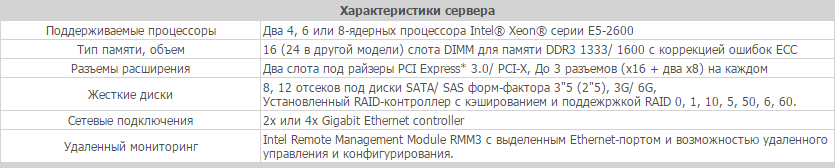 Характеристики сервера
Поддерживаемые процессоры Два 4, 6 или 8-ядерных процессора Intel® Xeon® серии E5-2600
Тип памяти, объем 16 (24 в другой модели) слота DIMM для памяти DDR3 1333/ 1600 с коррекцией ошибок ECC
Разъемы расширения Два слота под райзеры PCI Express* 3.0/ PCI-X, До 3 разъемов (x16 + два x8) на каждом
Жесткие диски 8, 12 отсеков под диски SATA/ SAS форм-фактора 3"5 (2"5), 3G/ 6G,
Установленный RAID-контроллер с кэшированием и поддежржкой RAID 0, 1, 10, 5, 50, 6, 60.
Сетевые подключения 2x или 4x Gigabit Ethernet controller
Удаленный мониторинг Intel Remote Management Module RMM3 с выделенным Ethernet-портом и возможностью удаленного
управления и конфигурирования.